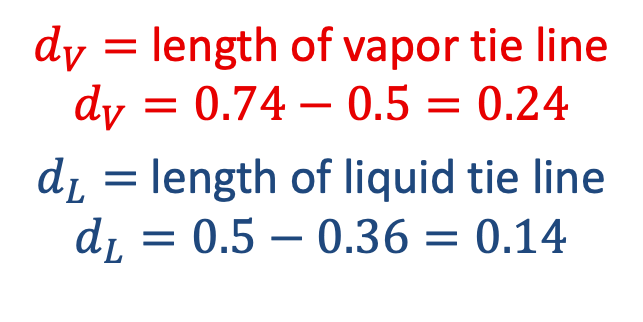 d_V = length of vapor tie line
d_V = 0.74 − 0.5 = 0.24
d_L = length of liquid tie line
d_L = 0.5 − 0.36 = 0.14